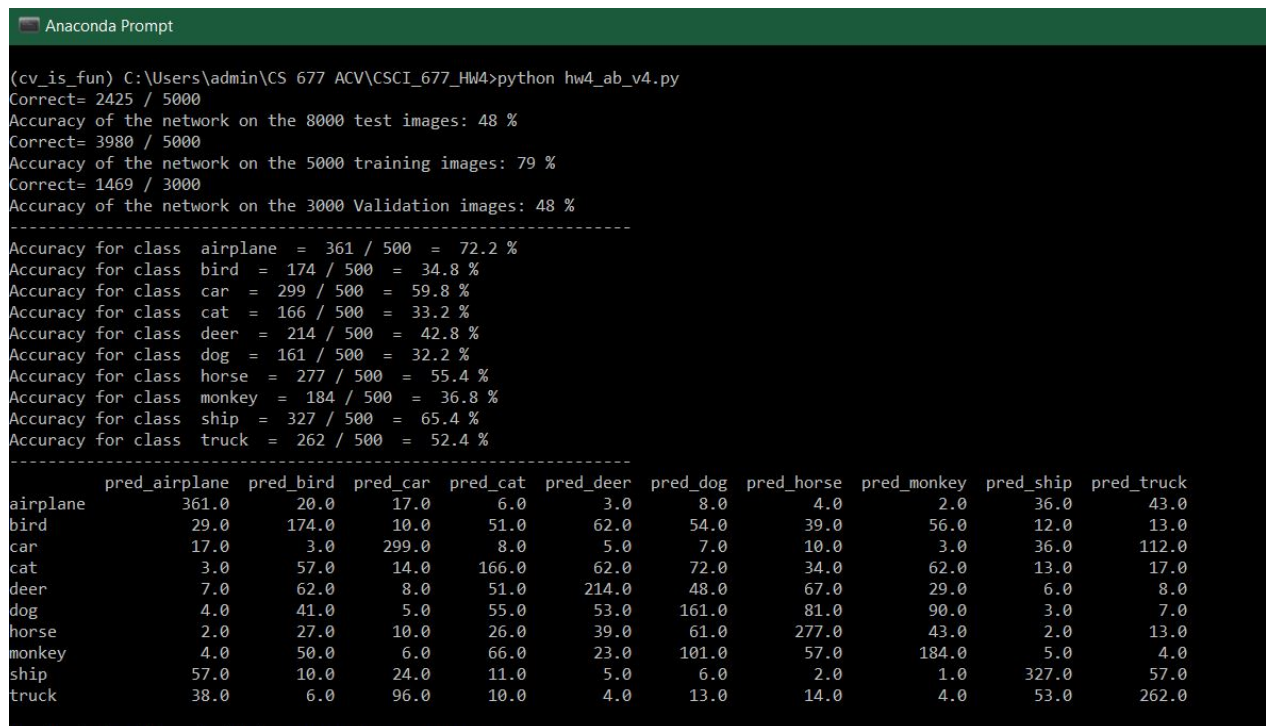 Anaconda Prompt
(cv_is_fun) C:\Users\admin\CS 677 ACV\CSCI_677_HW4>python hw4_ab_v4.py
Correct= 2425 / 5000
Accuracy of the network on the 8000 test images: 48 %
Correct= 3980 / 5000
Accuracy of the network on the 5000 training images: 79 %
Correct= 1469 / 3000
Accuracy of the network on the 3000 Validation images: 48 %
--------------------------------------------------------------------
Accuracy for class  airplane  =  361 / 500  =  72.2 %
Accuracy for class  bird  =  174 / 500  =  34.8 %
Accuracy for class  car  =  299 / 500  =  59.8 %
Accuracy for class  cat  =  166 / 500  =  33.2 %
Accuracy for class  deer  =  214 / 500  =  42.8 %
Accuracy for class  dog  =  161 / 500  =  32.2 %
Accuracy for class  horse  =  277 / 500  =  55.4 %
Accuracy for class  monkey  =  184 / 500  =  36.8 %
Accuracy for class  ship  =  327 / 500  =  65.4 %
Accuracy for class  truck  =  262 / 500  =  52.4 %
--------------------------------------------------------------------
pred_airplane  pred_bird  pred_car  pred_cat  pred_deer  pred_dog  pred_horse  pred_monkey  pred_ship  pred_truck
airplane  361.0  20.0  17.0  6.0  3.0  8.0  4.0  2.0  36.0  43.0
bird  29.0  174.0  10.0  51.0  62.0  54.0  39.0  56.0  12.0  13.0
car  17.0  3.0  299.0  8.0  5.0  7.0  10.0  3.0  36.0  112.0
cat  3.0  57.0  14.0  166.0  62.0  72.0  34.0  62.0  13.0  17.0
deer  7.0  62.0  8.0  51.0  214.0  48.0  67.0  29.0  6.0  8.0
dog  4.0  41.0  5.0  55.0  53.0  161.0  81.0  90.0  3.0  7.0
horse  2.0  27.0  10.0  26.0  39.0  61.0  277.0  43.0  2.0  13.0
monkey  4.0  50.0  6.0  66.0  23.0  101.0  57.0  184.0  5.0  4.0
ship  57.0  10.0  24.0  11.0  5.0  6.0  2.0  1.0  327.0  57.0
truck  38.0  6.0  96.0  10.0  4.0  13.0  14.0  4.0  53.0  262.0